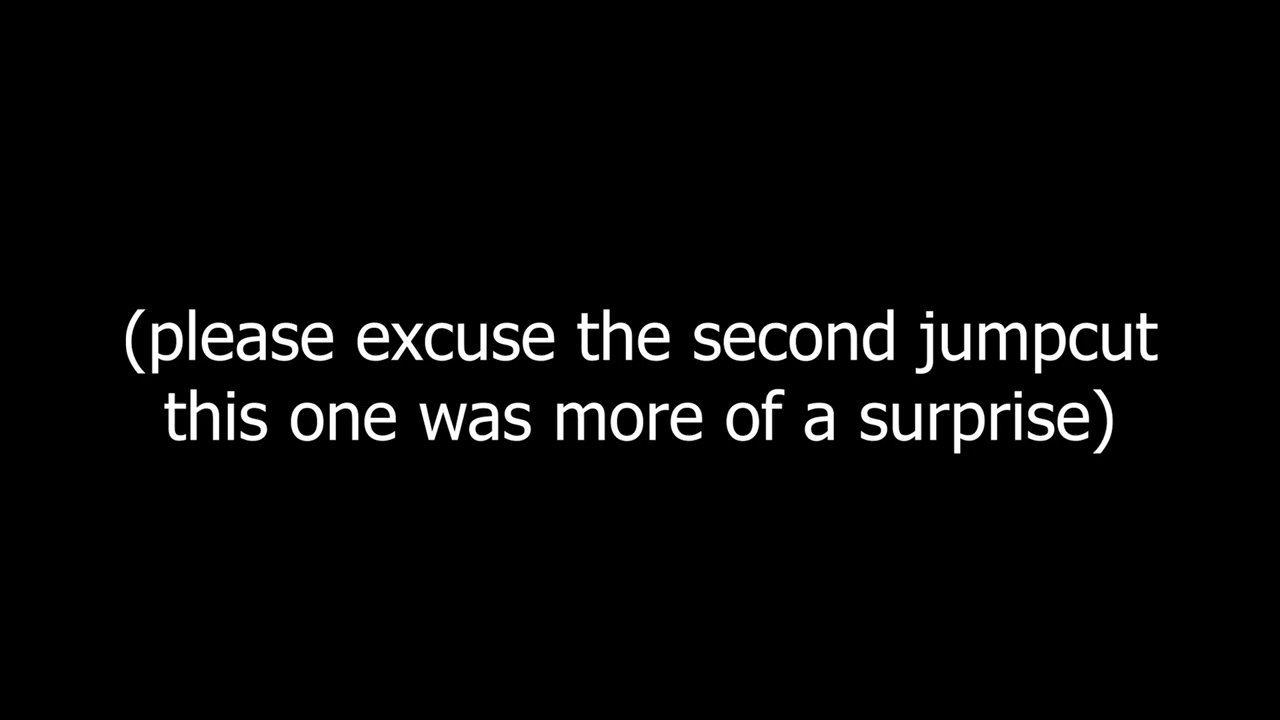 (please excuse the second jumpcut
this one was more of a surprise)